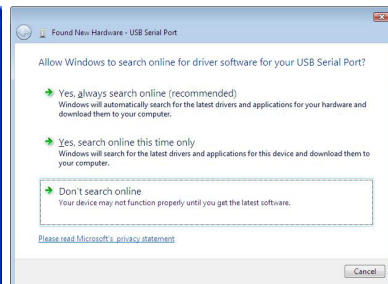 Found New Hardware - USB Serial Port
Allow Windows to search online for driver software for your USB Serial Port?
Yes, always search online (recommended)
Windows will automatically search for the latest drivers and applications for your hardware and
download them to your computer.
Yes, search online this time only
Windows will search for the latest drivers and applications for this device and download them to
your computer.
Don't search online
Your device may not function properly until you get the latest software.
Please read Microsoft's privacy statement
Cancel